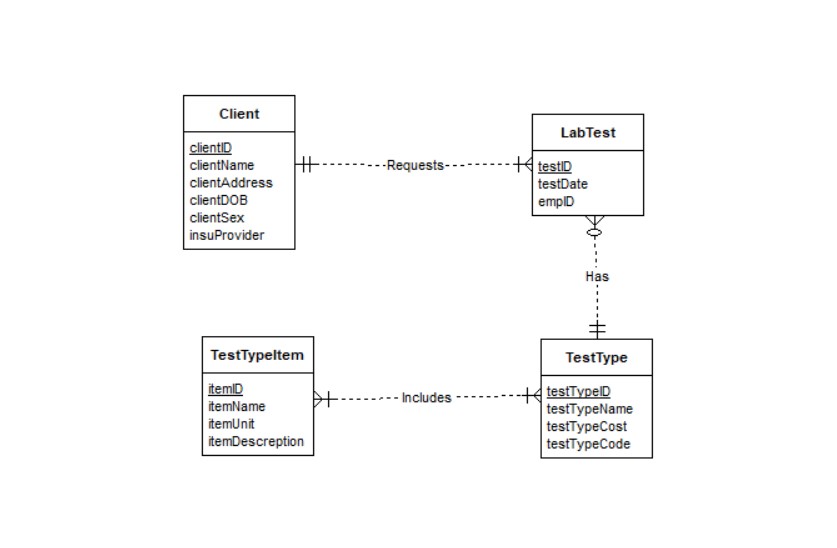 Client
clientID
clientName
clientAddress
clientDOB
clientSex
insuProvider
Requests
LabTest
testID
testDate
empID
Has
TestTypeItem
itemID
itemName
itemUnit
itemDescreption
Includes
TestType
testTypeID
testTypeName
testTypeCost
testTypeCode